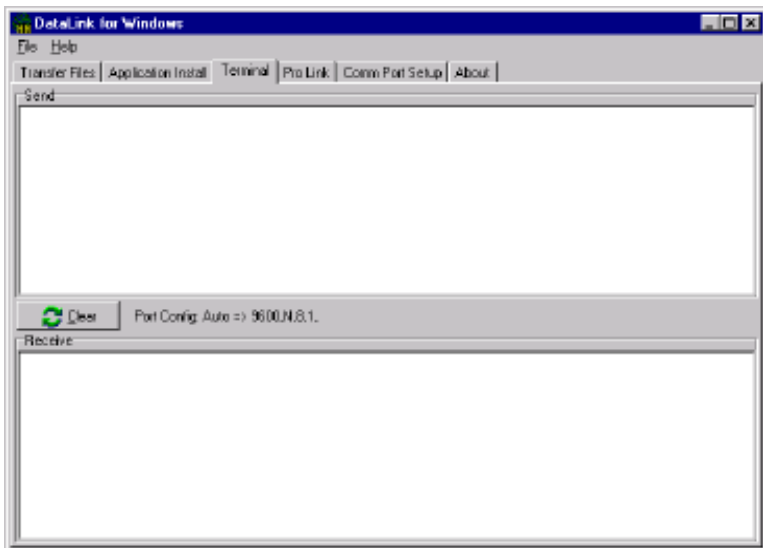 DataLink for Windows
File Help
Transfer Files Application Install Terminal Pro Link Comm Port Setup About
Send
Clear Port Config: Auto => 9600,N,8,1,
Receive